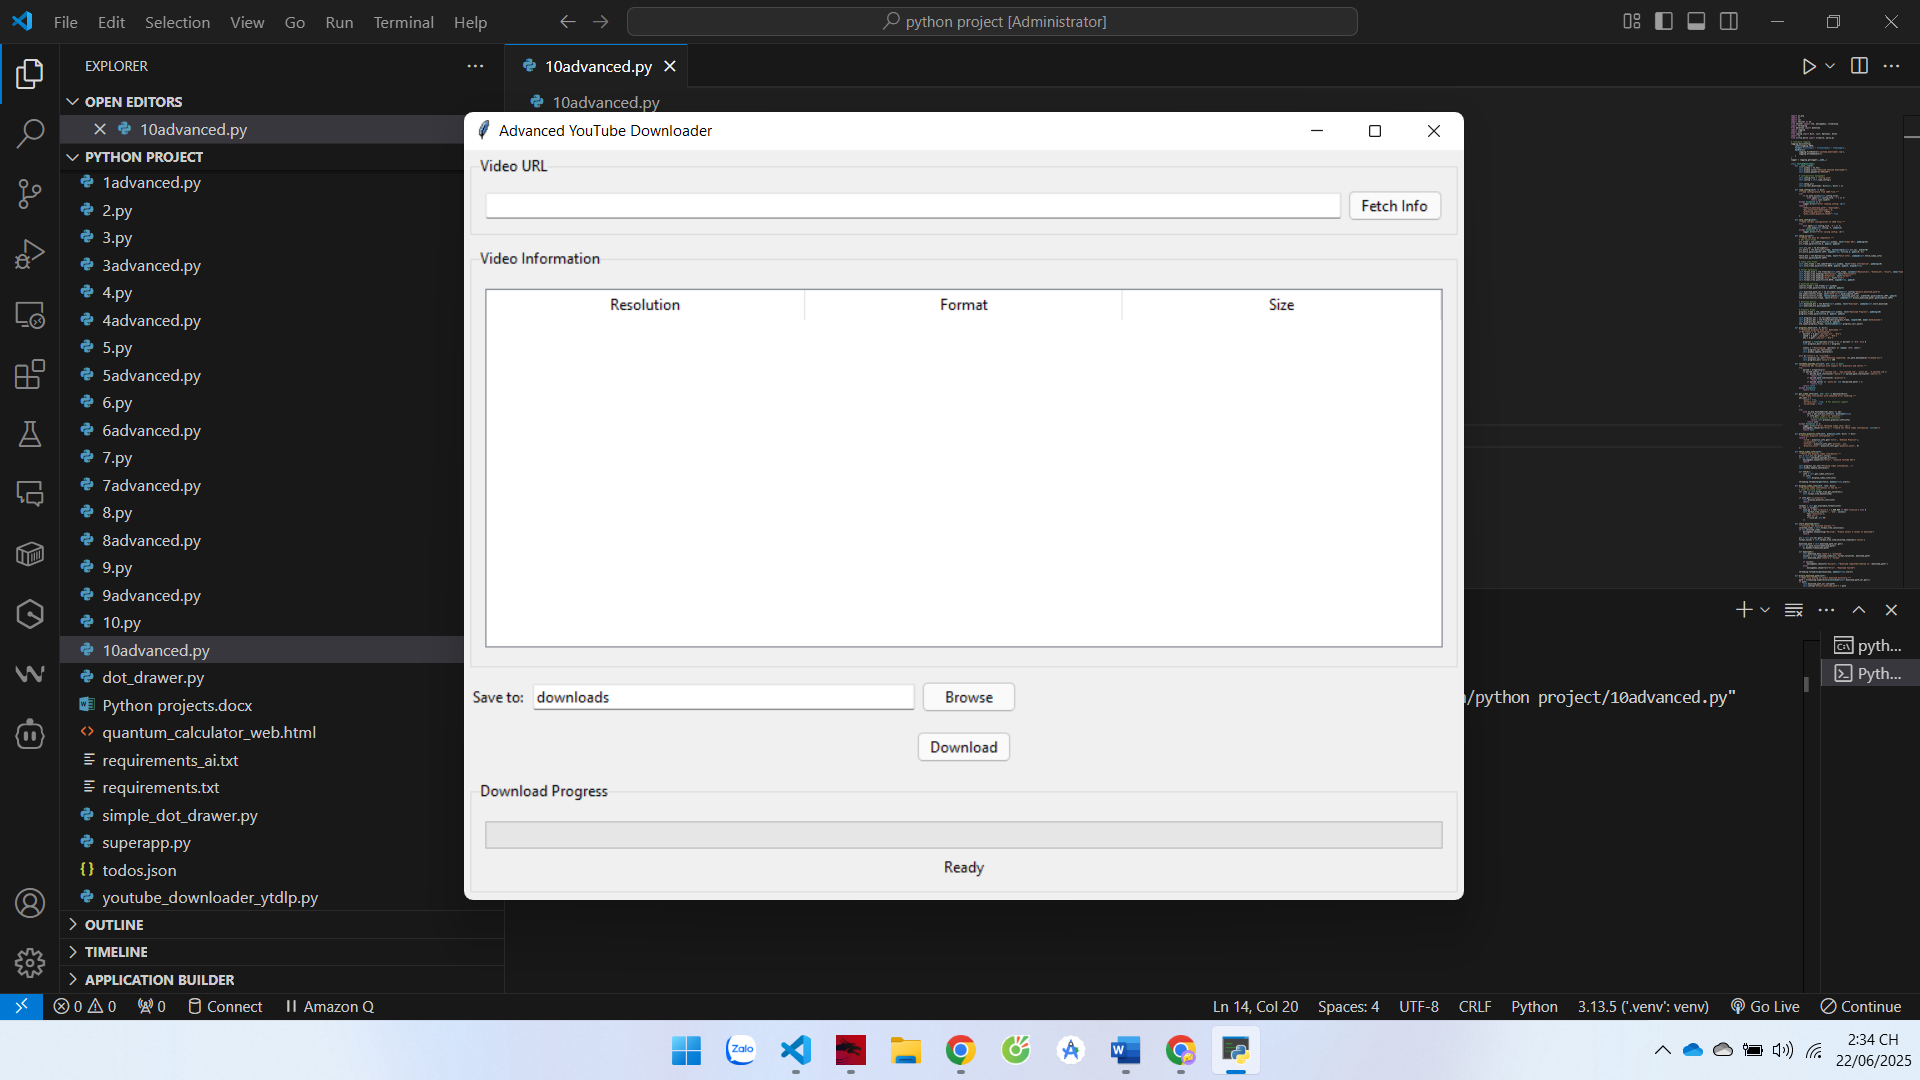 File Edit Selection View Go Run Terminal Help
python project [Administrator]
EXPLORER
OPEN EDITORS
10advanced.py
PYTHON PROJECT
1advanced.py
2.py
3.py
3advanced.py
4.py
4advanced.py
5.py
5advanced.py
6.py
6advanced.py
7.py
7advanced.py
8.py
8advanced.py
9.py
9advanced.py
10.py
10advanced.py
dot_drawer.py
Python projects.docx
quantum_calculator_web.html
requirements_ai.txt
requirements.txt
simple_dot_drawer.py
superapp.py
todos.json
youtube_downloader_ytdlp.py
OUTLINE
TIMELINE
APPLICATION BUILDER
10advanced.py
10advanced.py
Advanced YouTube Downloader
Video URL
Fetch Info
Video Information
Resolution Format Size
Save to: downloads Browse
Download
Download Progress
Ready
pyth...
Pyth...
/python project/10advanced.py"
0 0 0 Connect Amazon Q
Ln 14, Col 20 Spaces: 4 UTF-8 CRLF Python 3.13.5 ('.venv': venv) Go Live Continue
Zalo
2:34 CH
22/06/2025